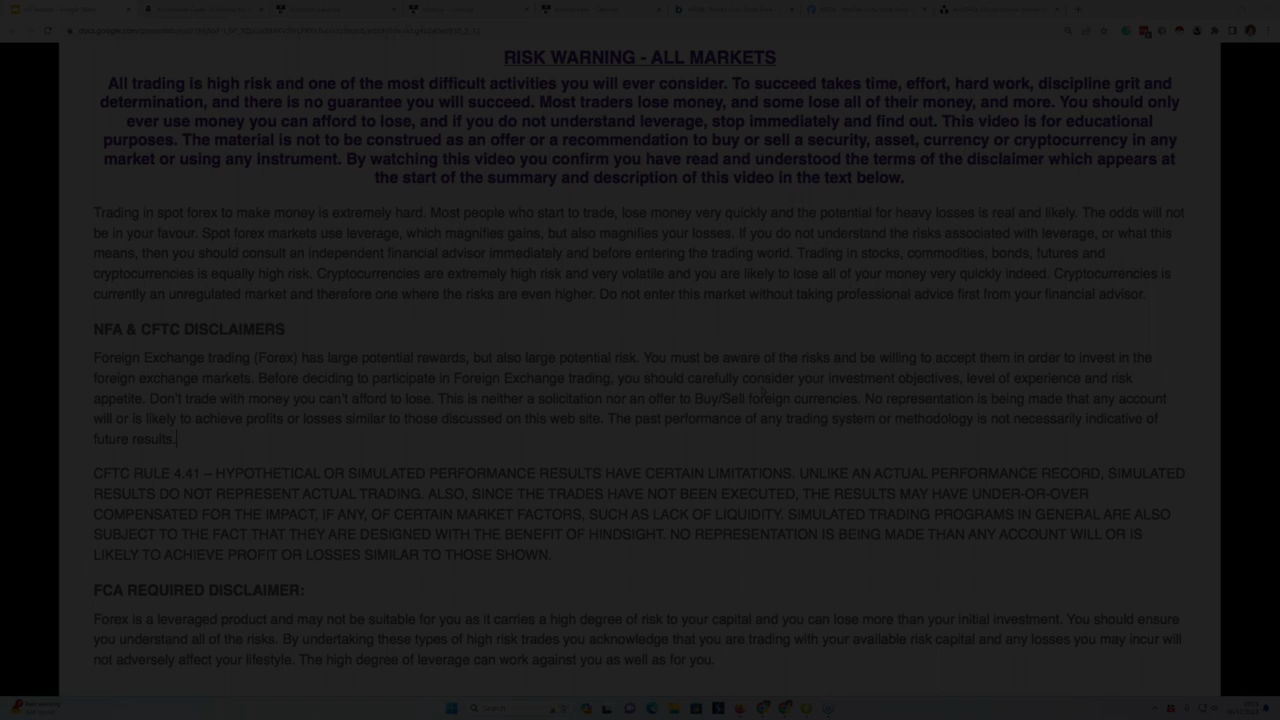 RISK WARNING - ALL MARKETS
All trading is high risk and one of the most difficult activities you will ever consider. To succeed takes time, effort, hard work, discipline grit and
determination, and there is no guarantee you will succeed. Most traders lose money, and some lose all of their money, and more. You should only
ever use money you can afford to lose, and if you do not understand leverage, stop immediately and find out. This video is for educational
purposes. The material is not to be construed as an offer or a recommendation to buy or sell a security, asset, currency or cryptocurrency in any
market or using any instrument. By watching this video you confirm you have read and understood the terms of the disclaimer which appears at
the start of the summary and description of this video in the text below.
Trading in spot forex to make money is extremely hard. Most people who start to trade, lose money very quickly and the potential for heavy losses is real and likely. The odds will not
be in your favour. Spot forex markets use leverage, which magnifies gains, but also magnifies your losses. If you do not understand the risks associated with leverage, or what this
means, then you should consult an independent financial advisor immediately and before entering the trading world. Trading in stocks, commodities, bonds, futures and
cryptocurrencies is equally high risk. Cryptocurrencies are extremely high risk and very volatile and you are likely to lose all of your money very quickly indeed. Cryptocurrencies is
currently an unregulated market and therefore one where the risks are even higher. Do not enter this market without taking professional advice first from your financial advisor.
NFA & CFTC DISCLAIMERS
Foreign Exchange trading (Forex) has large potential rewards, but also large potential risk. You must be aware of the risks and be willing to accept them in order to invest in the
foreign exchange markets. Before deciding to participate in Foreign Exchange trading, you should carefully consider your investment objectives, level of experience and risk
appetite. Don't trade with money you can't afford to lose. This is neither a solicitation nor an offer to Buy/Sell foreign currencies. No representation is being made that any account
will or is likely to achieve profits or losses similar to those discussed on this web site. The past performance of any trading system or methodology is not necessarily indicative of
future results.
CFTC RULE 4.41 – HYPOTHETICAL OR SIMULATED PERFORMANCE RESULTS HAVE CERTAIN LIMITATIONS. UNLIKE AN ACTUAL PERFORMANCE RECORD, SIMULATED
RESULTS DO NOT REPRESENT ACTUAL TRADING. ALSO, SINCE THE TRADES HAVE NOT BEEN EXECUTED, THE RESULTS MAY HAVE UNDER-OR-OVER
COMPENSATED FOR THE IMPACT, IF ANY, OF CERTAIN MARKET FACTORS, SUCH AS LACK OF LIQUIDITY. SIMULATED TRADING PROGRAMS IN GENERAL ARE ALSO
SUBJECT TO THE FACT THAT THEY ARE DESIGNED WITH THE BENEFIT OF HINDSIGHT. NO REPRESENTATION IS BEING MADE THAN ANY ACCOUNT WILL OR IS
LIKELY TO ACHIEVE PROFIT OR LOSSES SIMILAR TO THOSE SHOWN.
FCA REQUIRED DISCLAIMER:
Forex is a leveraged product and may not be suitable for you as it carries a high degree of risk to your capital and you can lose more than your initial investment. You should ensure
you understand all of the risks. By undertaking these types of high risk trades you acknowledge that you are trading with your available risk capital and any losses you may incur will
not adversely affect your lifestyle. The high degree of leverage can work against you as well as for you.
Search